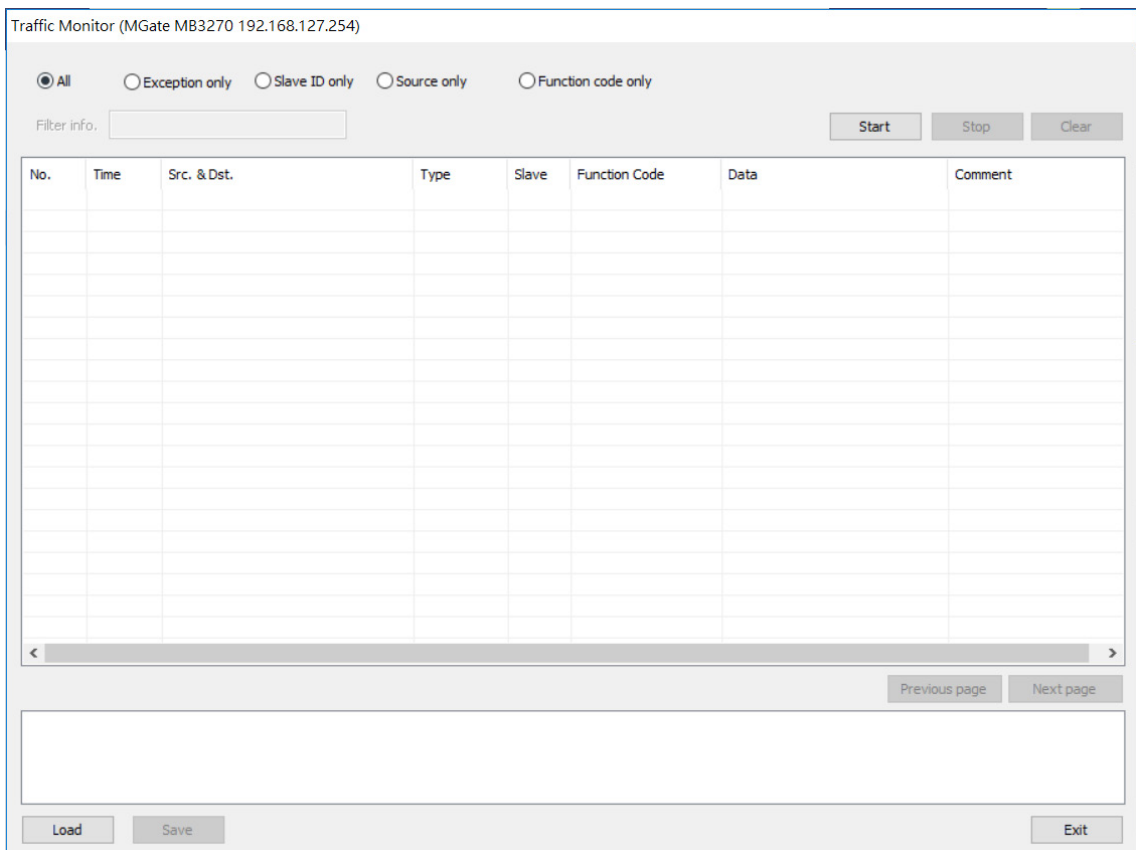 Traffic Monitor (MGate MB3270 192.168.127.254)
All Exception only Slave ID only Source only Function code only
Filter info. Start Stop Clear
No. Time Src. & Dst. Type Slave Function Code Data Comment
Previous page Next page
Load Save Exit